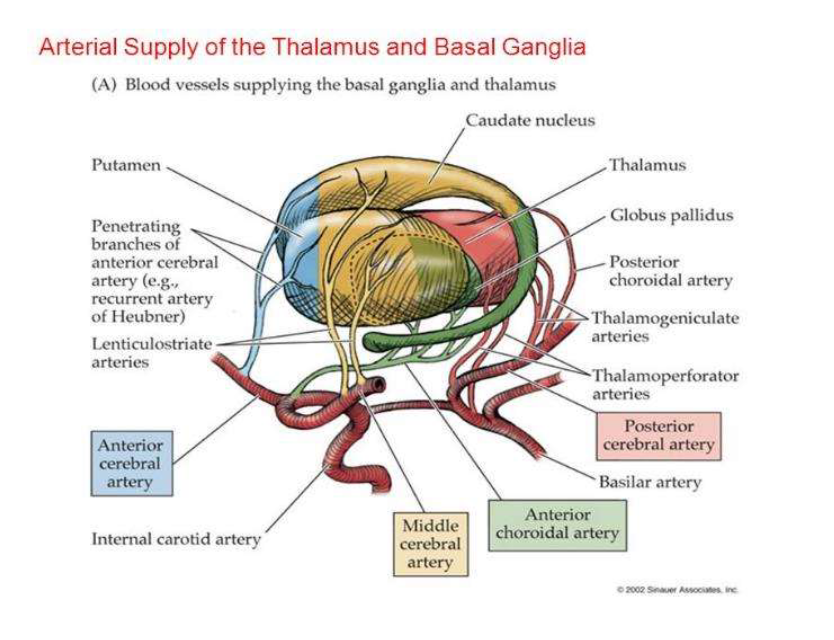 Arterial Supply of the Thalamus and Basal Ganglia
(A) Blood vessels supplying the basal ganglia and thalamus
Caudate nucleus
Putamen
Thalamus
Globus pallidus
Penetrating
branches of
anterior cerebral
artery (e.g.,
recurrent artery
of Heubner)
Posterior
choroidal artery
Thalamogeniculate
arteries
Lenticulostriate
arteries
Thalamoperforator
arteries
Posterior
cerebral artery
Anterior
cerebral
artery
Basilar artery
Anterior
choroidal artery
Middle
cerebral
artery
Internal carotid artery
© 2002 Sinauer Associates, Inc.